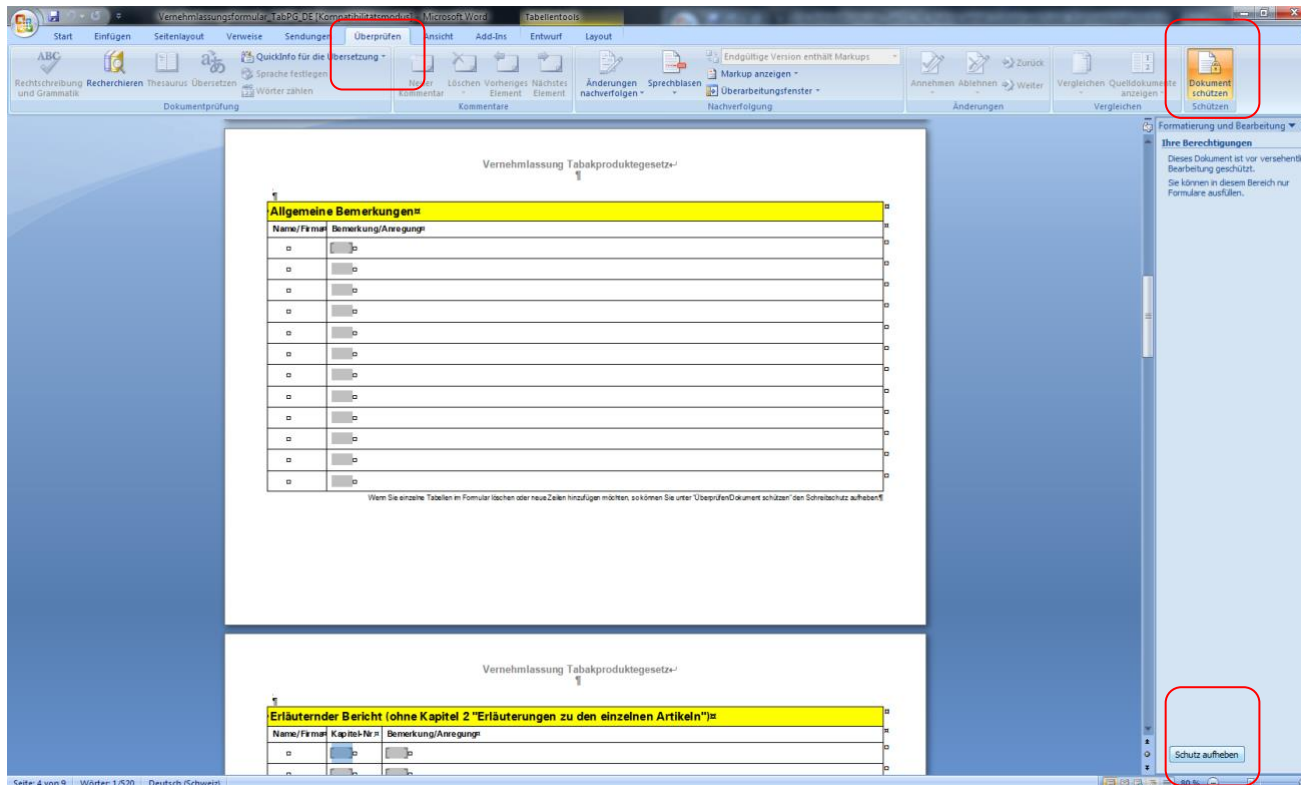 Vernehmlassungsformular_TabPG_DE [Kompatibilitätsmodus] - Microsoft Word Tabellentools
Start Einfügen Seitenlayout Verweise Sendungen Überprüfen Ansicht Add-Ins Entwurf Layout
ABC
Rechtschreibung und Grammatik
Recherchieren
Thesaurus
Übersetzen
QuickInfo für die Übersetzung
Sprache festlegen
Wörter zählen
Dokumentprüfung
Neuer Kommentar
Löschen
Vorheriges Element
Nächstes Element
Kommentare
Änderungen nachverfolgen
Sprechblasen
Endgültige Version enthält Markups
Markup anzeigen
Überarbeitungsfenster
Nachverfolgung
Annehmen
Ablehnen
Zurück
Weiter
Änderungen
Vergleichen
Quelldokumente anzeigen
Vergleichen
Dokument schützen
Schützen
Formatierung und Bearbeitung
Ihre Berechtigungen
Dieses Dokument ist vor
Bearbeitung geschützt.
Sie können in diesem Bereich nur
Formulare ausfüllen.
Vernehmlassung Tabakproduktegesetz
Allgemeine Bemerkungen
Name/Firma Bemerkung/Anregung
Wenn Sie einzelne Tabellen im Formular löschen oder neue Zeilen hinzufügen möchten, so können Sie unter "Überprüfen/Dokument schützen" den Schreibschutz aufheben
Vernehmlassung Tabakproduktegesetz
Erläuternder Bericht (ohne Kapitel 2 "Erläuterungen zu den einzelnen Artikeln")
Name/Firma Kapitel-Nr. Bemerkung/Anregung
Schutz aufheben
Seite: 4 von 9 Wörter: 1/520 Deutsch (Schweiz) 80 %